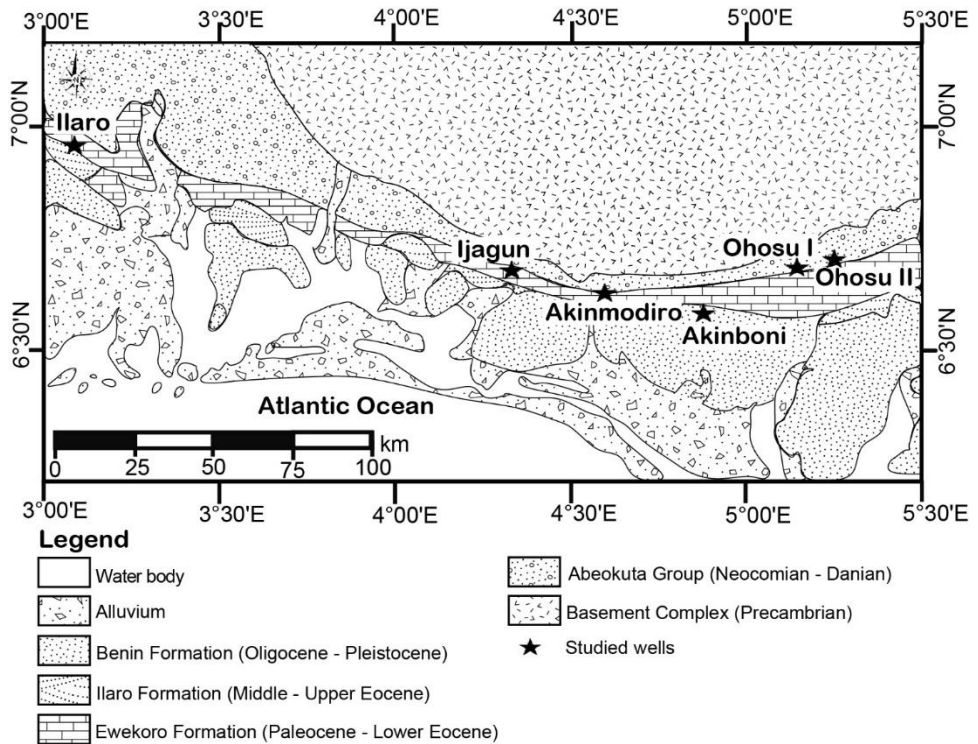 3°00'E 3°30'E 4°00'E 4°30'E 5°00'E 5°30'E
N
7°00'N 7°00'N
Ilaro
Ijagun
Ohosu I
Ohosu II
Akinmodiro
Akinboni
6°30'N 6°30'N
Atlantic Ocean
km
0 25 50 75 100
3°00'E 3°30'E 4°00'E 4°30'E 5°00'E 5°30'E
Legend
Water body
Alluvium
Benin Formation (Oligocene - Pleistocene)
Ilaro Formation (Middle - Upper Eocene)
Ewekoro Formation (Paleocene - Lower Eocene)
Abeokuta Group (Neocomian - Danian)
Basement Complex (Precambrian)
Studied wells